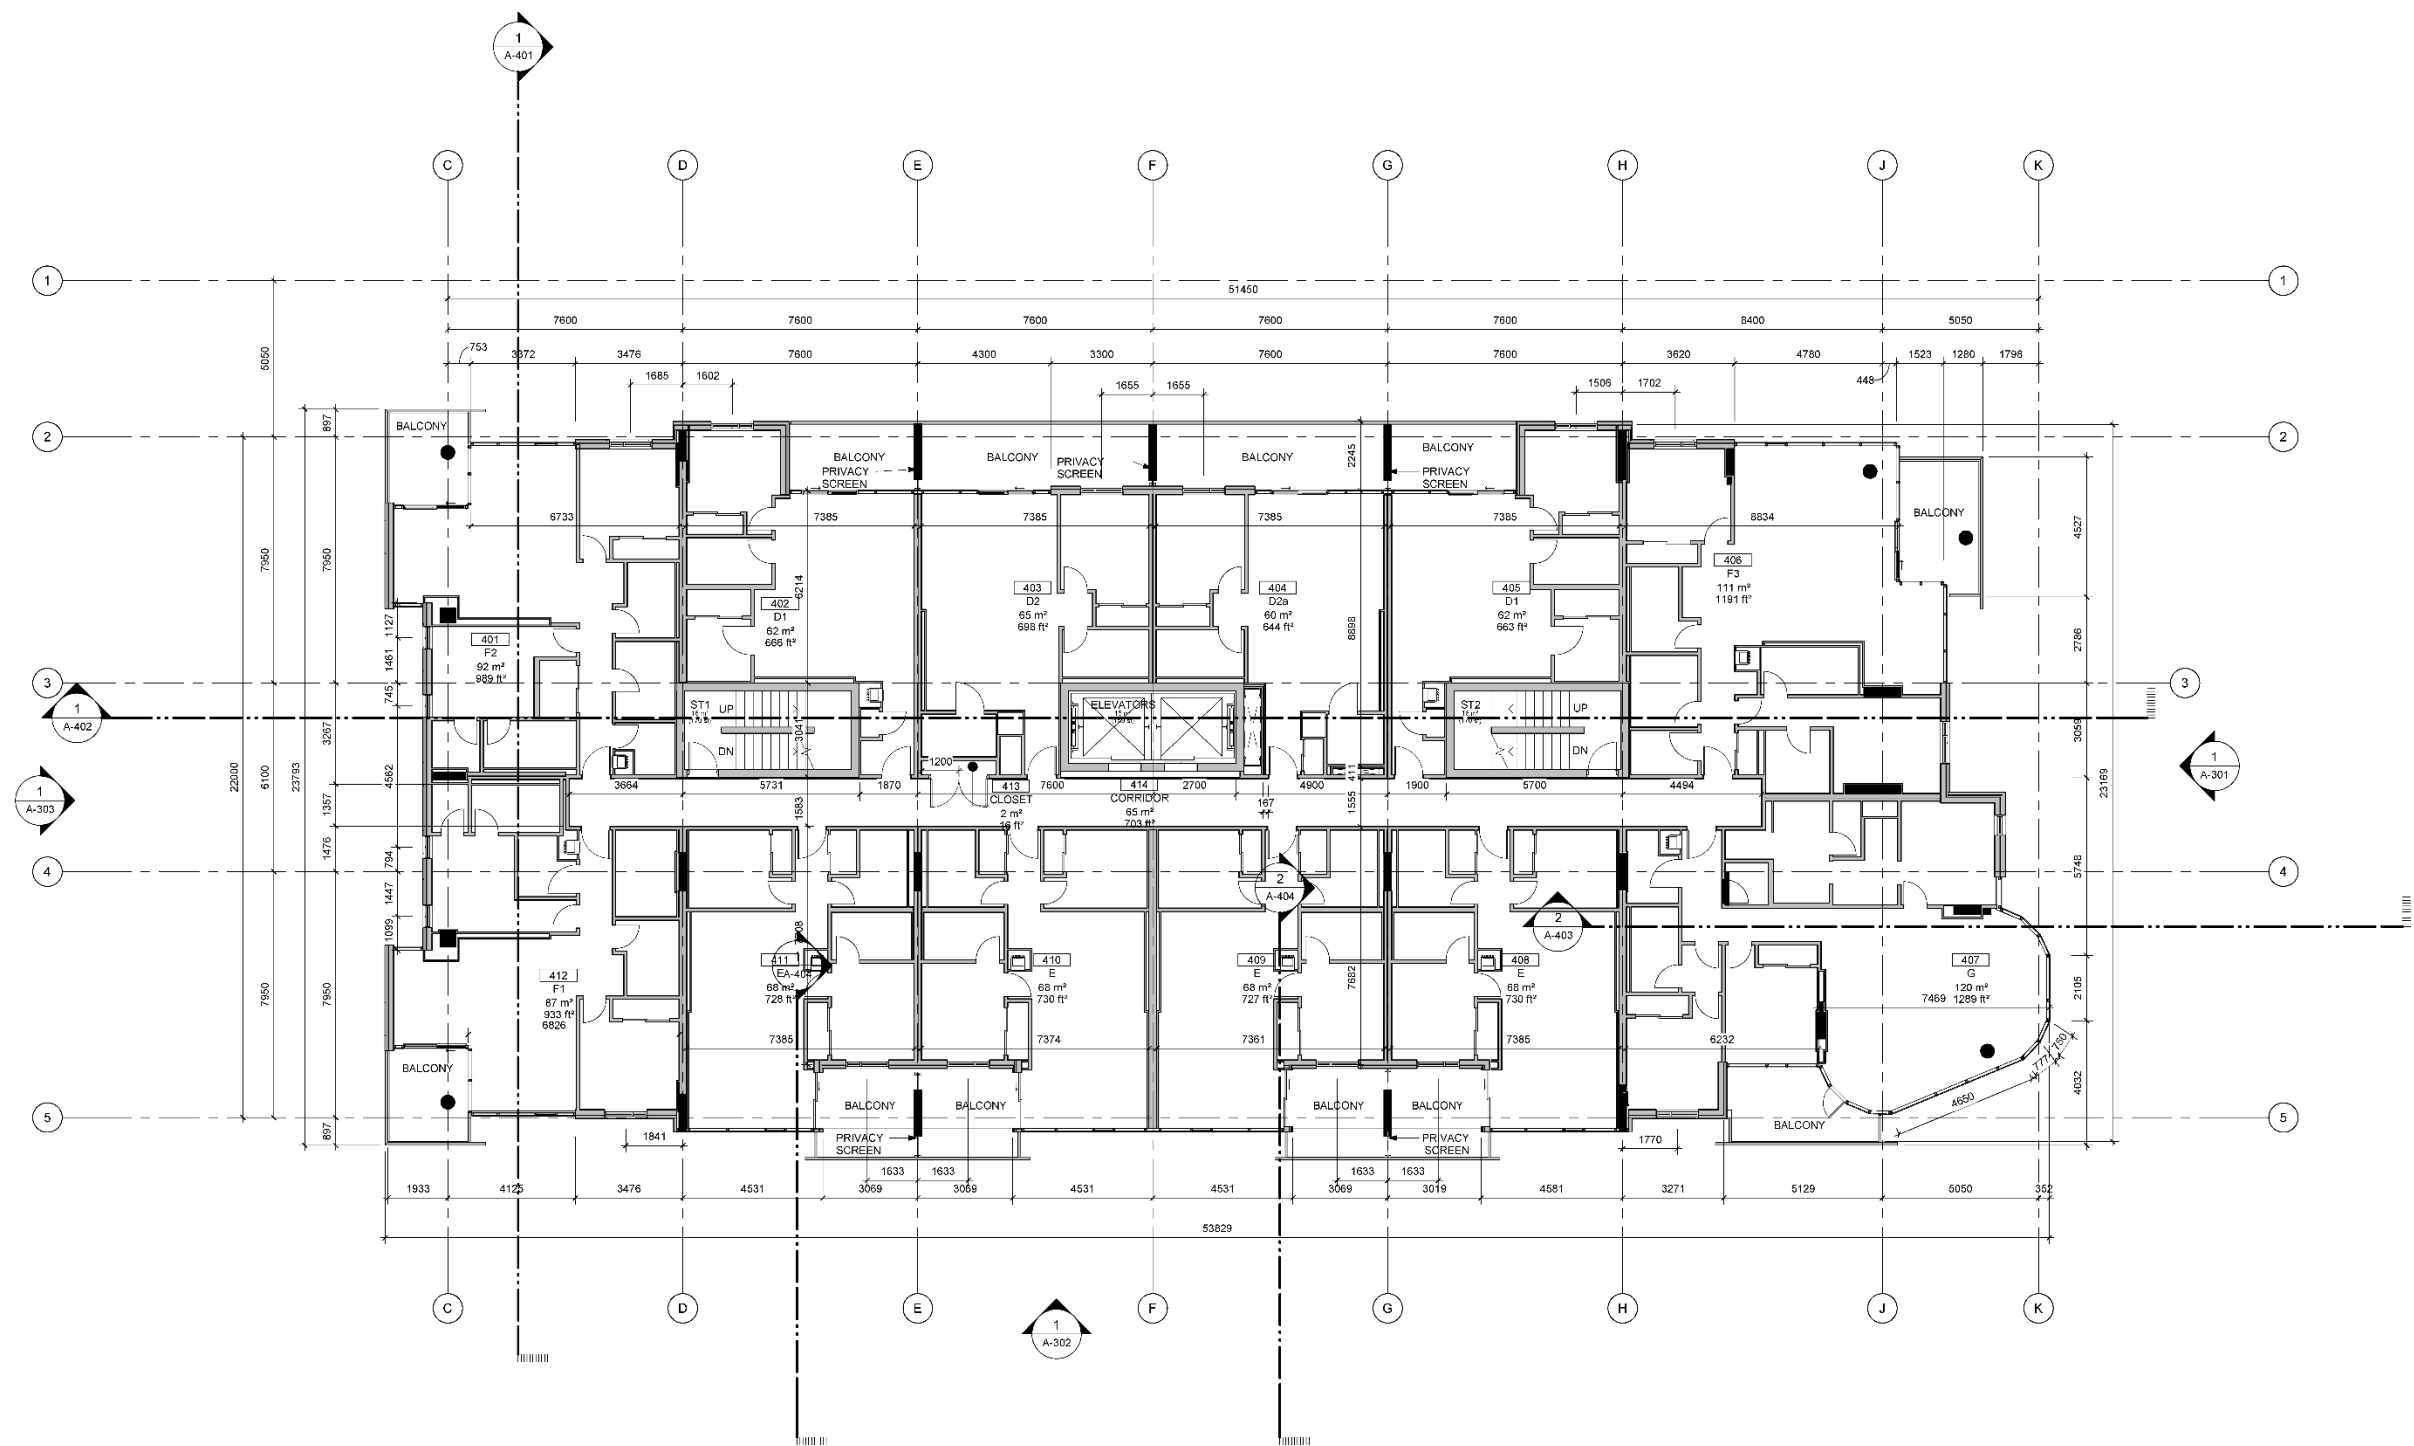 1
A-401
C D E F G H J K
1 1
51450
7600 7600 7600 7600 7600 8400 5050
753 3372 3476 7600 4300 3300 7600 7600 3620 4780 448 1523 1280 1796
1685 1602 1655 1655 1506 1702
5050
2 2
897
BALCONY
BALCONY
PRIVACY
SCREEN
BALCONY
PRIVACY
SCREEN
BALCONY
2245
BALCONY
PRIVACY
SCREEN
BALCONY
6733 7385 7385 7385 7385 8834
7950 7950
4527
6214
8898
401
F2
92 m²
989 ft²
402
D1
62 m²
666 ft²
403
D2
65 m²
698 ft²
404
D2a
60 m²
644 ft²
405
D1
62 m²
663 ft²
406
F3
111 m²
1191 ft²
1127
1461
745
2786
3 3
1
A-402
ST1
UP
DN
3041
ELEVATORS
ST2
UP
DN
3267
3059
22000
6100
23793
4562
23169
1
A-303
1
A-301
1200
3664 5731 1870 7600 2700 4900 1900 5700 4494
411
167
413
CLOSET
2 m²
16 ft²
414
CORRIDOR
65 m²
703 ft²
1583
1555
1357
1476
794
4 4
5748
2
A-404
2
A-403
1447
1099
7950 7950
412
F1
87 m²
933 ft²
6826
411
E
A-404
68 m²
728 ft²
410
E
68 m²
730 ft²
409
E
68 m²
727 ft²
7682
408
E
68 m²
730 ft²
407
G
120 m²
1289 ft²
7469
2105
7385 7374 7361 7385 6232
750
771
4650
4032
BALCONY
BALCONY BALCONY
BALCONY BALCONY
BALCONY
5 5
897
1841
PRIVACY
SCREEN
PRIVACY
SCREEN
1770
1633 1633 1633 1633
1933 4125 3476 4531 3069 3069 4531 4531 3069 3019 4581 3271 5129 5050 352
53829
C D E F G H J K
1
A-302